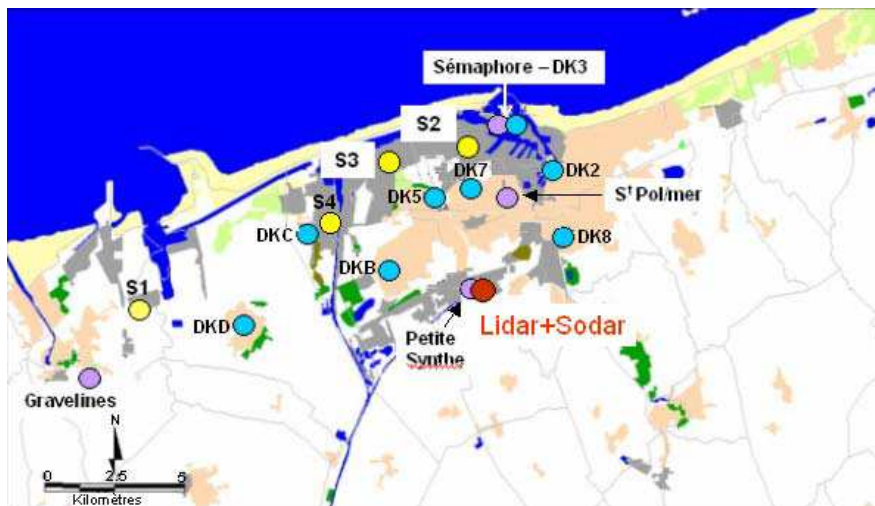 Sémaphore – DK3
S2
S3
DK7
DK2
DK5
Sᵗ Pol/mer
S4
DKC
DK8
DKB
S1
DKD
Lidar+Sodar
Petite
Synthe
Gravelines
N
0 2.5 5
Kilomètres